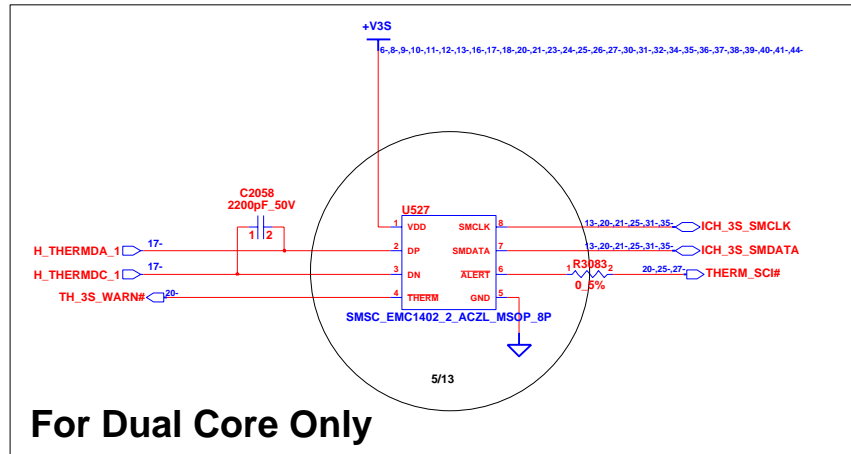 +V3S
6-,8-,9-,10-,11-,12-,13-,16-,17-,18-,20-,21-,23-,24-,25-,26-,27-,30-,31-,32-,34-,35-,36-,37-,38-,39-,40-,41-,44-
C2058
2200pF_50V
1 2
U527
1 VDD SMCLK 8 13-,20-,21-,25-,31-,35- ICH_3S_SMCLK
H_THERMDA_1 17- 2 DP SMDATA 7 13-,20-,21-,25-,31-,35- ICH_3S_SMDATA
H_THERMDC_1 17- 3 DN ALERT 6 1 R3083 2 20-,25-,27- THERM_SCI#
0_5%
TH_3S_WARN# 20- 4 THERM GND 5
SMSC_EMC1402_2_ACZL_MSOP_8P
5/13
For Dual Core Only